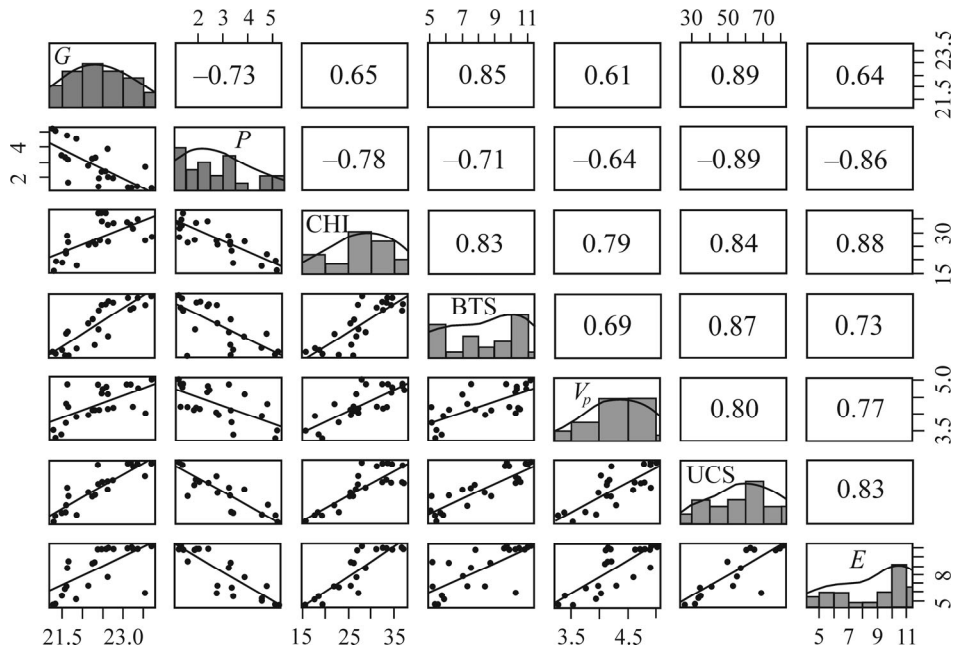 2 3 4 5 5 7 9 11 30 50 70
G –0.73 0.65 0.85 0.61 0.89 0.64 21.5 23.5
2 4 P –0.78 –0.71 –0.64 –0.89 –0.86
CHI 0.83 0.79 0.84 0.88 15 30
BTS 0.69 0.87 0.73
Vp 0.80 0.77 3.5 5.0
UCS 0.83
E 5 8
21.5 23.0 15 25 35 3.5 4.5 5 7 9 11